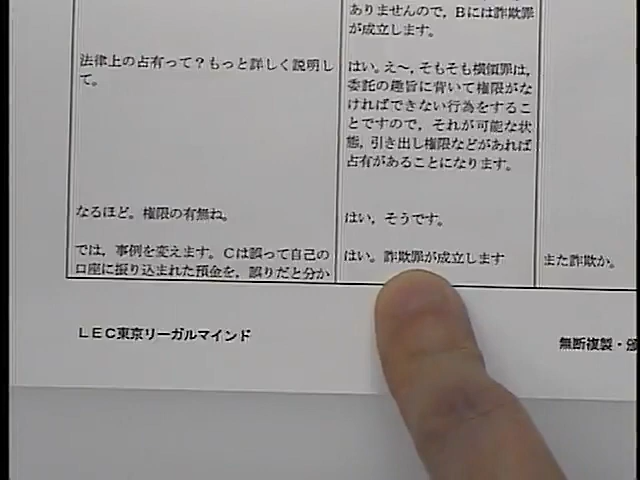 ありませんので，Ｂには詐欺罪
が成立します。
法律上の占有って？もっと詳しく説明し
て。
はい。え～，そもそも横領罪は，
委託の趣旨に背いて権限がな
ければできない行為をするこ
とですので，それが可能な状
態，引き出し権限などがあれば
占有があることになります。
なるほど。権限の有無ね。
はい，そうです。
では，事例を変えます。Ｃは誤って自己の
口座に振り込まれた預金を，誤りだと分か
はい。詐欺罪が成立します
また詐欺か。
ＬＥＣ東京リーガルマインド
無断複製・頒